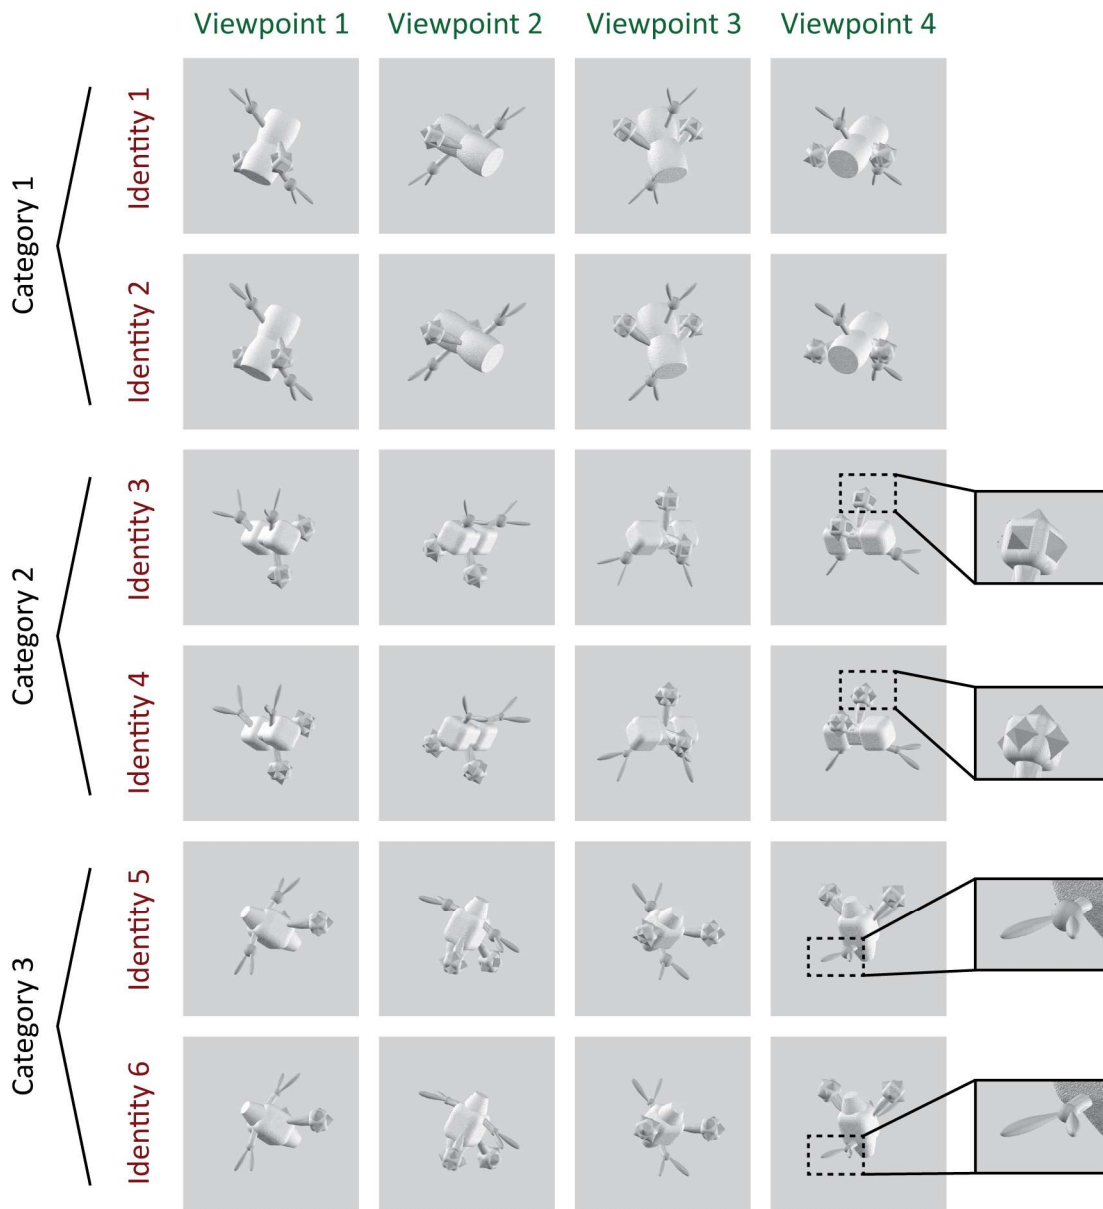 Viewpoint 1 Viewpoint 2 Viewpoint 3 Viewpoint 4
Category 1
Identity 1
Identity 2
Category 2
Identity 3
Identity 4
Category 3
Identity 5
Identity 6